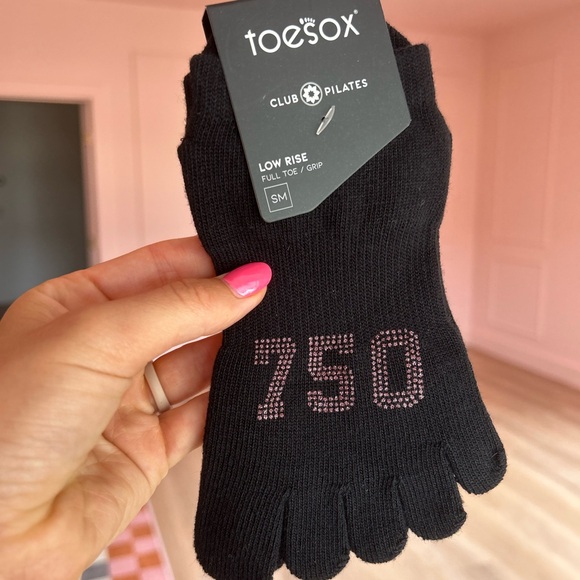 toesox
CLUB PILATES
LOW RISE
FULL TOE / GRIP
SM
750